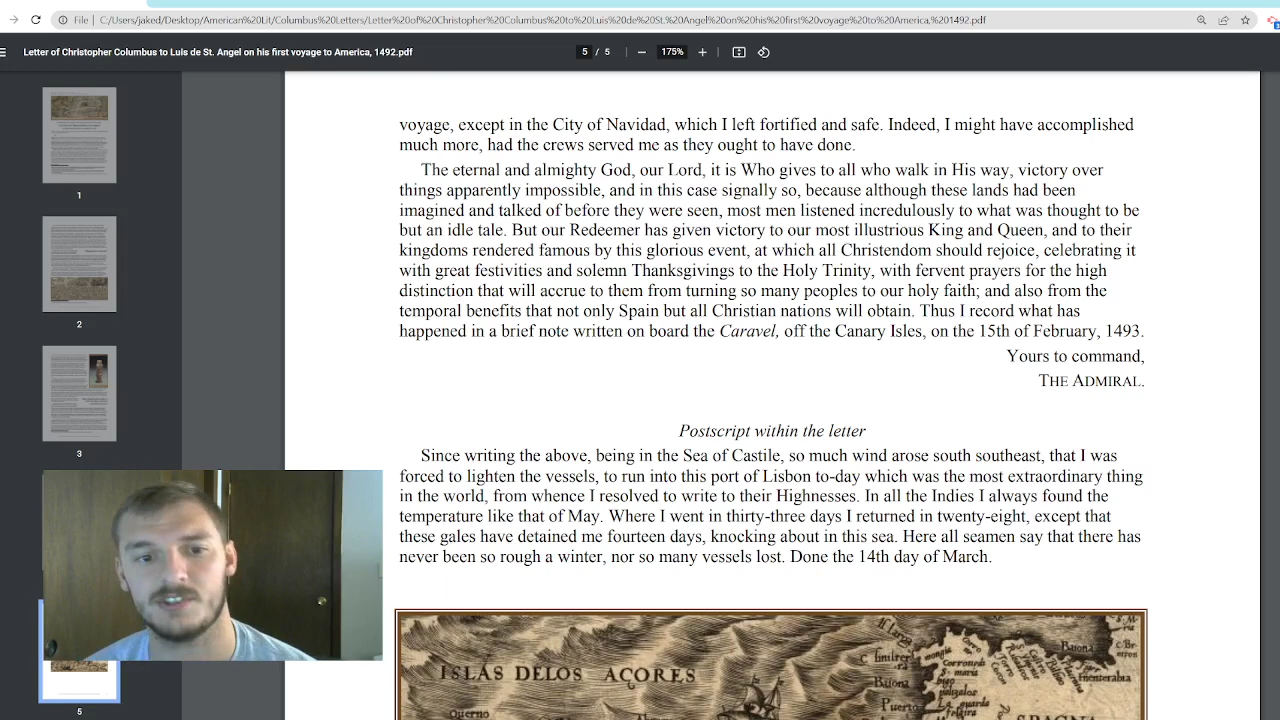 File | C:/Users/jaked/Desktop/American%20Lit/Columbus%20Letters/Letter%20of%20Christopher%20Columbus%20to%20Luis%20de%20St.%20Angel%20on%20his%20first%20voyage%20to%20America,%201492.pdf
Letter of Christopher Columbus to Luis de St. Angel on his first voyage to America, 1492.pdf
5 / 5
175%
1
2
3
5
voyage, except in the City of Navidad, which I left fortified and safe. Indeed, I might have accomplished
much more, had the crews served me as they ought to have done.
The eternal and almighty God, our Lord, it is Who gives to all who walk in His way, victory over
things apparently impossible, and in this case signally so, because although these lands had been
imagined and talked of before they were seen, most men listened incredulously to what was thought to be
but an idle tale. But our Redeemer has given victory to our most illustrious King and Queen, and to their
kingdoms rendered famous by this glorious event, at which all Christendom should rejoice, celebrating it
with great festivities and solemn Thanksgivings to the Holy Trinity, with fervent prayers for the high
distinction that will accrue to them from turning so many peoples to our holy faith; and also from the
temporal benefits that not only Spain but all Christian nations will obtain. Thus I record what has
happened in a brief note written on board the Caravel, off the Canary Isles, on the 15th of February, 1493.
Yours to command,
THE ADMIRAL.
Postscript within the letter
Since writing the above, being in the Sea of Castile, so much wind arose south southeast, that I was
forced to lighten the vessels, to run into this port of Lisbon to-day which was the most extraordinary thing
in the world, from whence I resolved to write to their Highnesses. In all the Indies I always found the
temperature like that of May. Where I went in thirty-three days I returned in twenty-eight, except that
these gales have detained me fourteen days, knocking about in this sea. Here all seamen say that there has
never been so rough a winter, nor so many vessels lost. Done the 14th day of March.
ISLAS DELOS AÇORES
Bayona
Querno